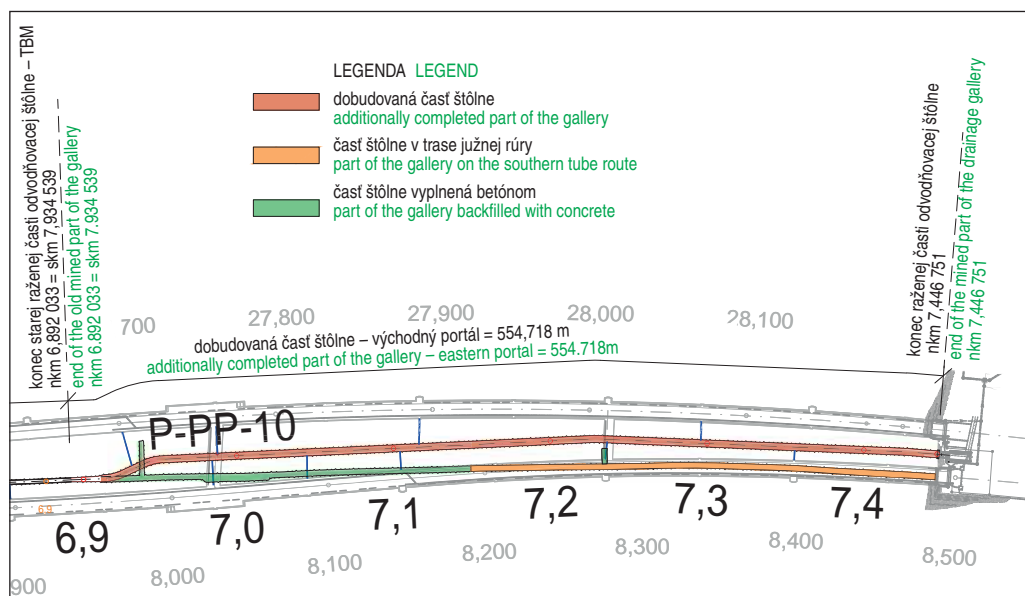 konec starej raženej časti odvodňovacej štôlne – TBM
nkm 6,892 033 = skm 7,934 539
end of the old mined part of the gallery
nkm 6.892 033 = skm 7.934 539
LEGENDA LEGEND
dobudovaná časť štôlne
additionally completed part of the gallery
časť štôlne v trase južnej rúry
part of the gallery on the southern tube route
časť štôlne vyplnená betónom
part of the gallery backfilled with concrete
konec raženej časti odvodňovacej štôlne
nkm 7,446 751
end of the mined part of the drainage gallery
nkm 7,446 751
700
27,800
27,900
28,000
28,100
dobudovaná časť štôlne – východný portál = 554,718 m
additionally completed part of the gallery – eastern portal = 554.718m
P-PP-10
6,9
6,9
7,0
7,1
7,2
7,3
7,4
900
8,000
8,100
8,200
8,300
8,400
8,500